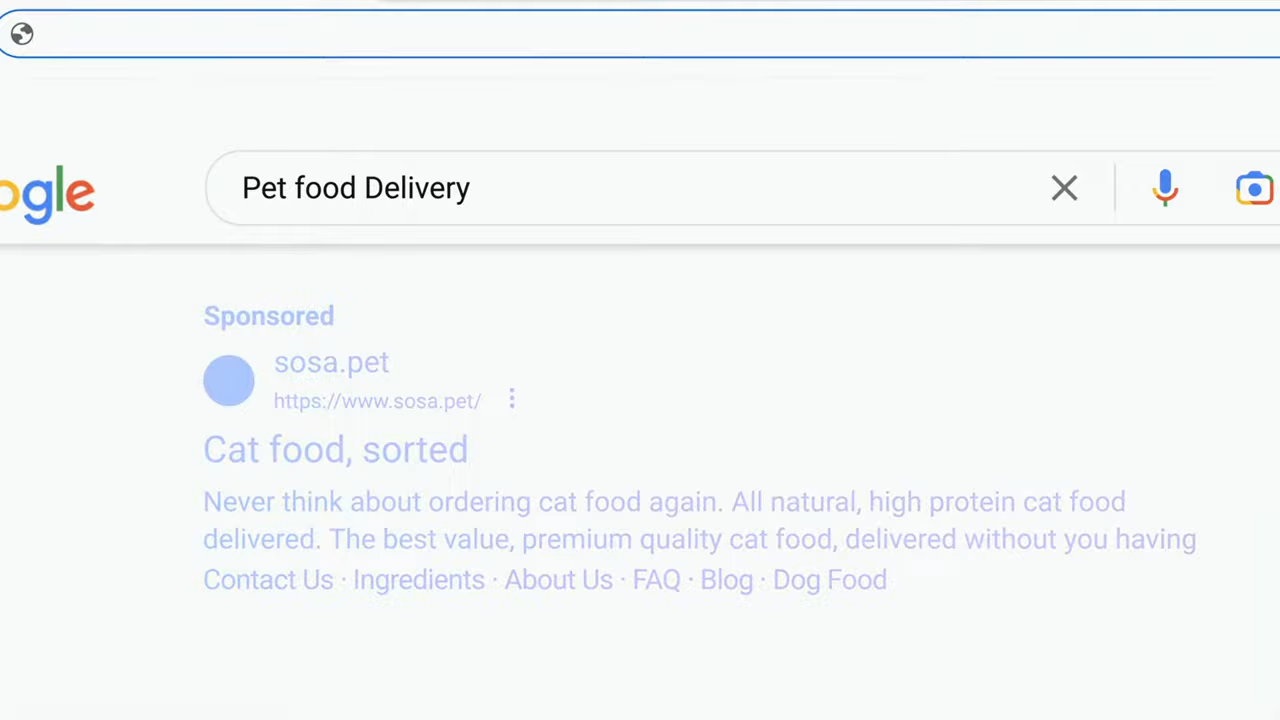 ogle
Pet food Delivery
Sponsored
sosa.pet
https://www.sosa.pet/
Cat food, sorted
Never think about ordering cat food again. All natural, high protein cat food
delivered. The best value, premium quality cat food, delivered without you having
Contact Us · Ingredients · About Us · FAQ · Blog · Dog Food